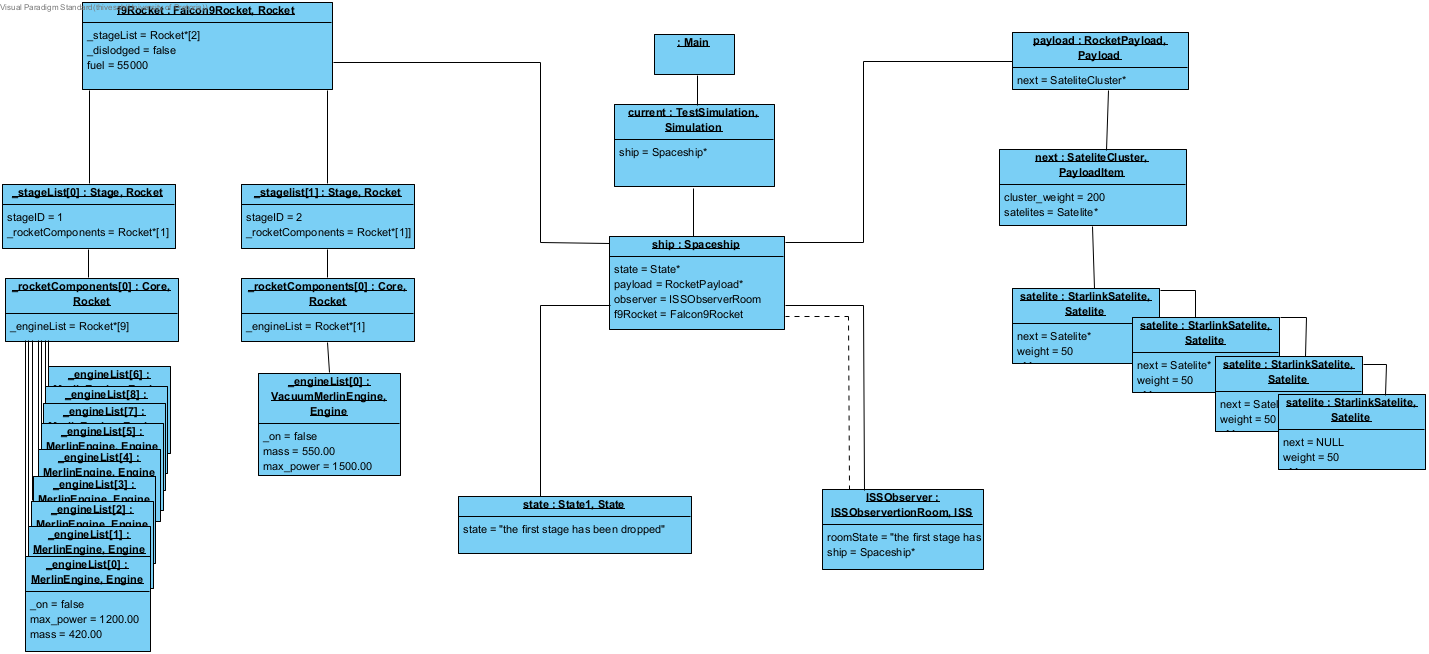 Visual Paradigm Standard(thives
f9Rocket : Falcon9Rocket, Rocket
_stageList = Rocket*[2]
_dislodged = false
fuel = 55000
: Main
current : TestSimulation,
Simulation
ship = Spaceship*
payload : RocketPayload,
Payload
next = SateliteCluster*
next : SateliteCluster,
PayloadItem
cluster_weight = 200
satelites = Satelite*
_stageList[0] : Stage, Rocket
stageID = 1
_rocketComponents = Rocket*[1]
_stagelist[1] : Stage, Rocket
stageID = 2
_rocketComponents = Rocket*[1]]
ship : Spaceship
state = State*
payload = RocketPayload*
observer = ISSObserverRoom
f9Rocket = Falcon9Rocket
_rocketComponents[0] : Core,
Rocket
_engineList = Rocket*[9]
_rocketComponents[0] : Core,
Rocket
_engineList = Rocket*[1]
satelite : StarlinkSatelite,
Satelite
next = Satelite*
weight = 50
satelite : StarlinkSatelite,
Satelite
next = Satelite*
weight = 50
satelite : StarlinkSatelite,
Satelite
next = Satel
weight = 50
satelite : StarlinkSatelite,
Satelite
next = NULL
weight = 50
_engineList[6] :
_engineList[8] :
_engineList[7] :
_engineList[5] :
MerlinEngine, Engine
_engineList[4] :
MerlinEngine, Engine
_engineList[3] :
MerlinEngine, Engine
_engineList[2] :
MerlinEngine, Engine
_engineList[1] :
MerlinEngine, Engine
_engineList[0] :
MerlinEngine, Engine
_on = false
max_power = 1200.00
mass = 420.00
_engineList[0] :
VacuumMerlinEngine,
Engine
_on = false
mass = 550.00
max_power = 1500.00
state : State1, State
state = "the first stage has been dropped"
ISSObserver :
ISSObservertionRoom, ISS
roomState = "the first stage has
ship = Spaceship*